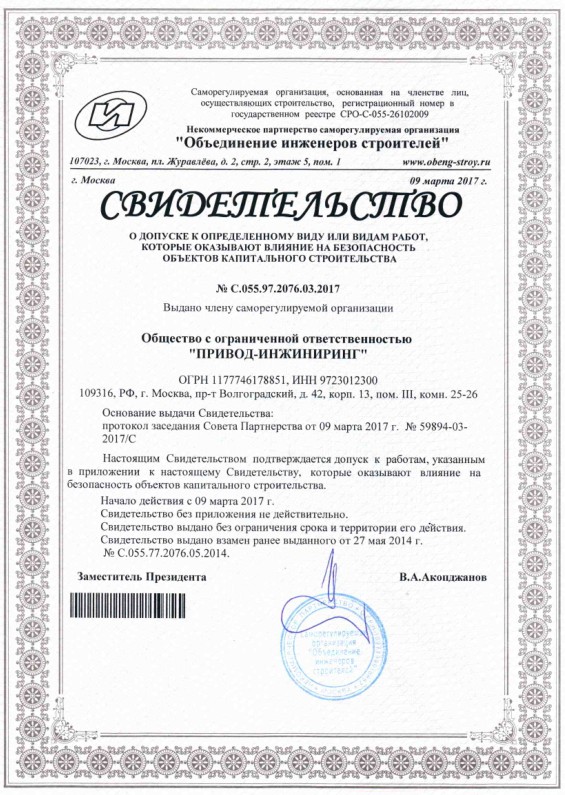 Саморегулируемая организация, основанная на членстве лиц,
осуществляющих строительство, регистрационный номер в
государственном реестре СРО-С-055-26102009
Некоммерческое партнерство саморегулируемая организация
"Объединение инженеров строителей"
107023, г. Москва, пл. Журавлёва, д. 2, стр. 2, этаж 5, пом. 1 www.obeng-stroy.ru
г. Москва 09 марта 2017 г.
СВИДЕТЕЛЬСТВО
О ДОПУСКЕ К ОПРЕДЕЛЕННОМУ ВИДУ ИЛИ ВИДАМ РАБОТ,
КОТОРЫЕ ОКАЗЫВАЮТ ВЛИЯНИЕ НА БЕЗОПАСНОСТЬ
ОБЪЕКТОВ КАПИТАЛЬНОГО СТРОИТЕЛЬСТВА
№ С.055.97.2076.03.2017
Выдано члену саморегулируемой организации
Общество с ограниченной ответственностью
"ПРИВОД-ИНЖИНИРИНГ"
ОГРН 1177746178851, ИНН 9723012300
109316, РФ, г. Москва, пр-т Волгоградский, д. 42, корп. 13, пом. III, комн. 25-26
Основание выдачи Свидетельства:
протокол заседания Совета Партнерства от 09 марта 2017 г. № 59894-03-
2017/С
Настоящим Свидетельством подтверждается допуск к работам, указанным
в приложении к настоящему Свидетельству, которые оказывают влияние на
безопасность объектов капитального строительства.
Начало действия с 09 марта 2017 г.
Свидетельство без приложения не действительно.
Свидетельство выдано без ограничения срока и территории его действия.
Свидетельство выдано взамен ранее выданного от 27 мая 2014 г.
№ С.055.77.2076.05.2014.
Заместитель Президента В.А.Аконджанов
Саморегулируемая
организация
"Объединение
инженеров
строителей"